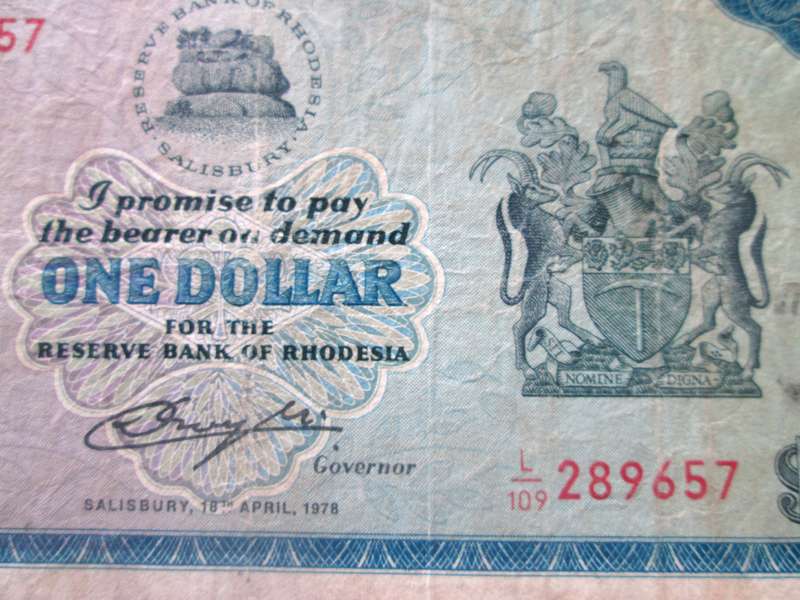 57
RESERVE BANK OF RHODESIA
SALISBURY
I promise to pay
the bearer on demand
ONE DOLLAR
FOR THE
RESERVE BANK OF RHODESIA
Governor
SALISBURY, 18TH APRIL, 1978
SIT
NOMINE DIGNA
L/109 289657
$